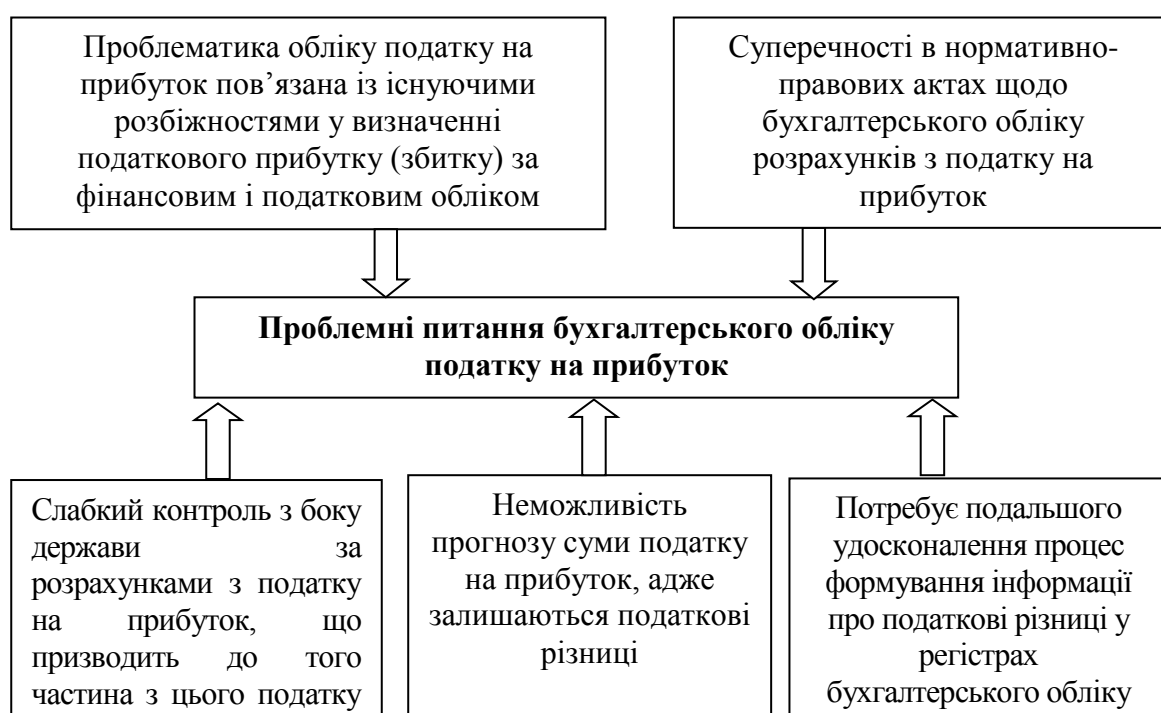 Проблематика обліку податку на
прибуток пов’язана із існуючими
розбіжностями у визначенні
податкового прибутку (збитку) за
фінансовим і податковим обліком
Суперечності в нормативно-
правових актах щодо
бухгалтерського обліку
розрахунків з податку на
прибуток
Проблемні питання бухгалтерського обліку
податку на прибуток
Слабкий контроль з боку
держави за
розрахунками з податку
на прибуток, що
призводить до того
частина з цього податку
Неможливість
прогнозу суми податку
на прибуток, адже
залишаються податкові
різниці
Потребує подальшого
удосконалення процес
формування інформації
про податкові різниці у
регістрах
бухгалтерського обліку